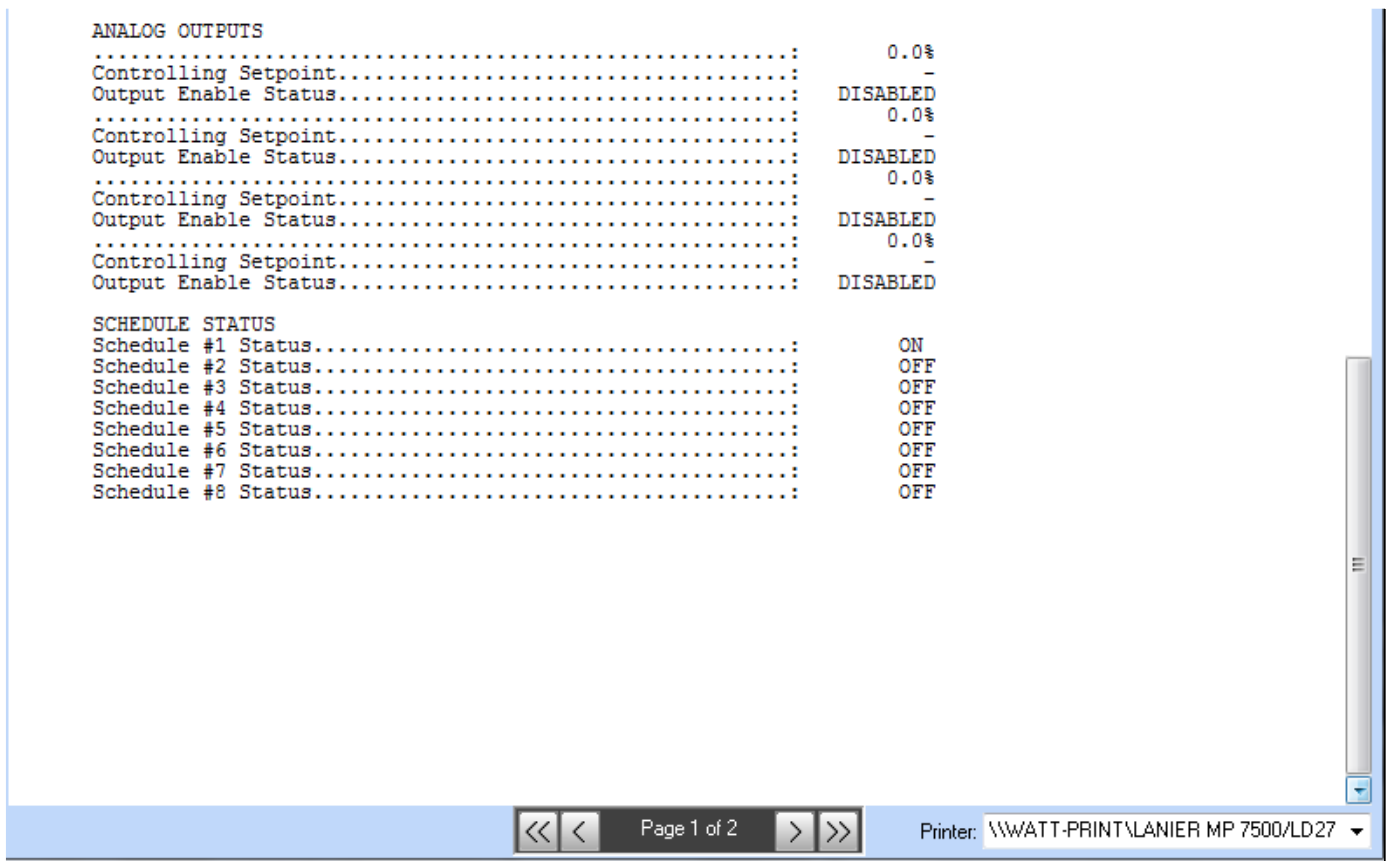 ANALOG OUTPUTS
.........................................................: 0.0%
Controlling Setpoint.....................................: -
Output Enable Status.....................................: DISABLED
.........................................................: 0.0%
Controlling Setpoint.....................................: -
Output Enable Status.....................................: DISABLED
.........................................................: 0.0%
Controlling Setpoint.....................................: -
Output Enable Status.....................................: DISABLED
.........................................................: 0.0%
Controlling Setpoint.....................................: -
Output Enable Status.....................................: DISABLED
SCHEDULE STATUS
Schedule #1 Status.......................................: ON
Schedule #2 Status.......................................: OFF
Schedule #3 Status.......................................: OFF
Schedule #4 Status.......................................: OFF
Schedule #5 Status.......................................: OFF
Schedule #6 Status.......................................: OFF
Schedule #7 Status.......................................: OFF
Schedule #8 Status.......................................: OFF
<< < Page 1 of 2 > >> Printer: \\WATT-PRINT\LANIER MP 7500/LD27